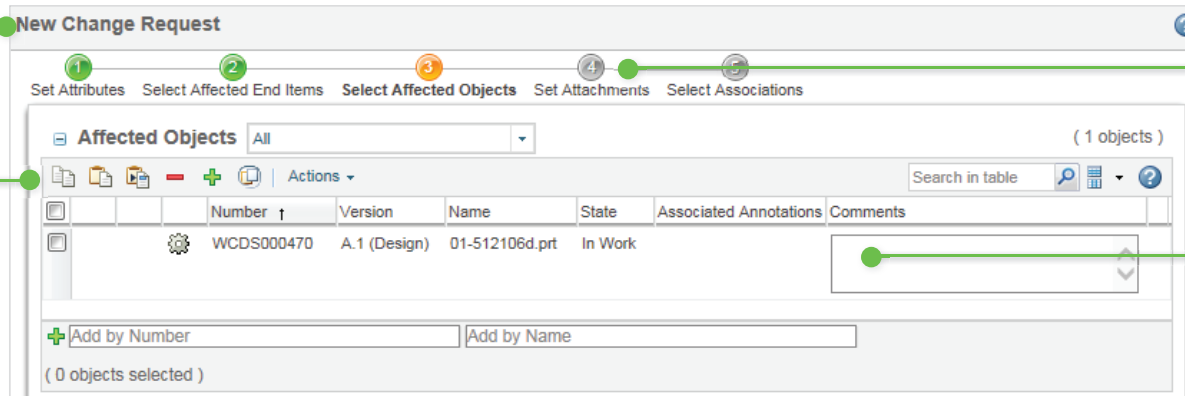 New Change Request
1 2 3 4 5
Set Attributes Select Affected End Items Select Affected Objects Set Attachments Select Associations
Affected Objects All ( 1 objects )
Actions Search in table
Number Version Name State Associated Annotations Comments
WCDS000470 A.1 (Design) 01-512106d.prt In Work
Add by Number Add by Name
( 0 objects selected )